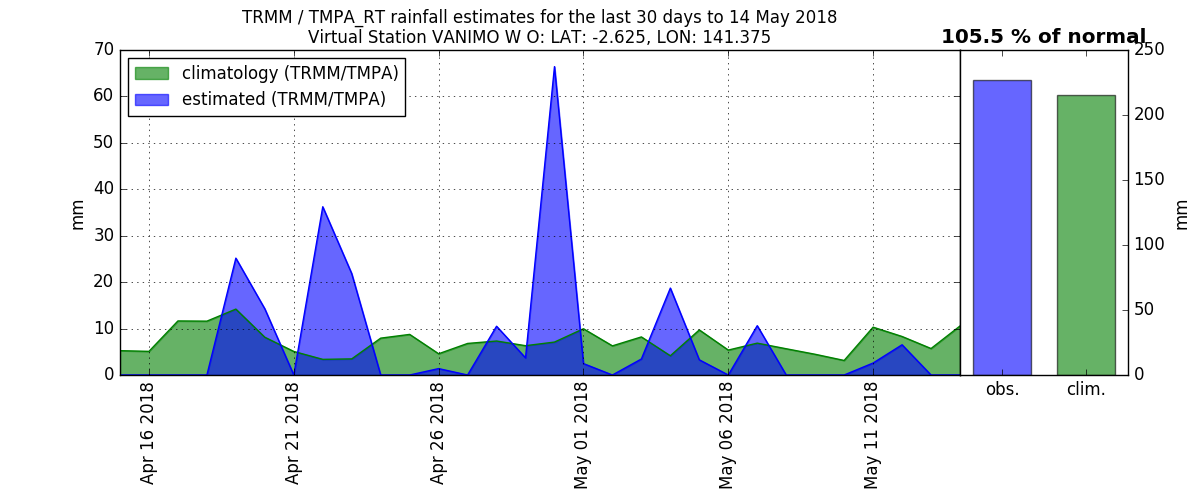 TRMM / TMPA_RT rainfall estimates for the last 30 days to 14 May 2018
Virtual Station VANIMO W O: LAT: -2.625, LON: 141.375
105.5 % of normal
climatology (TRMM/TMPA)
estimated (TRMM/TMPA)
70
60
50
40
30
20
10
0
mm
Apr 16 2018
Apr 21 2018
Apr 26 2018
May 01 2018
May 06 2018
May 11 2018
obs.
clim.
250
200
150
100
50
0
mm